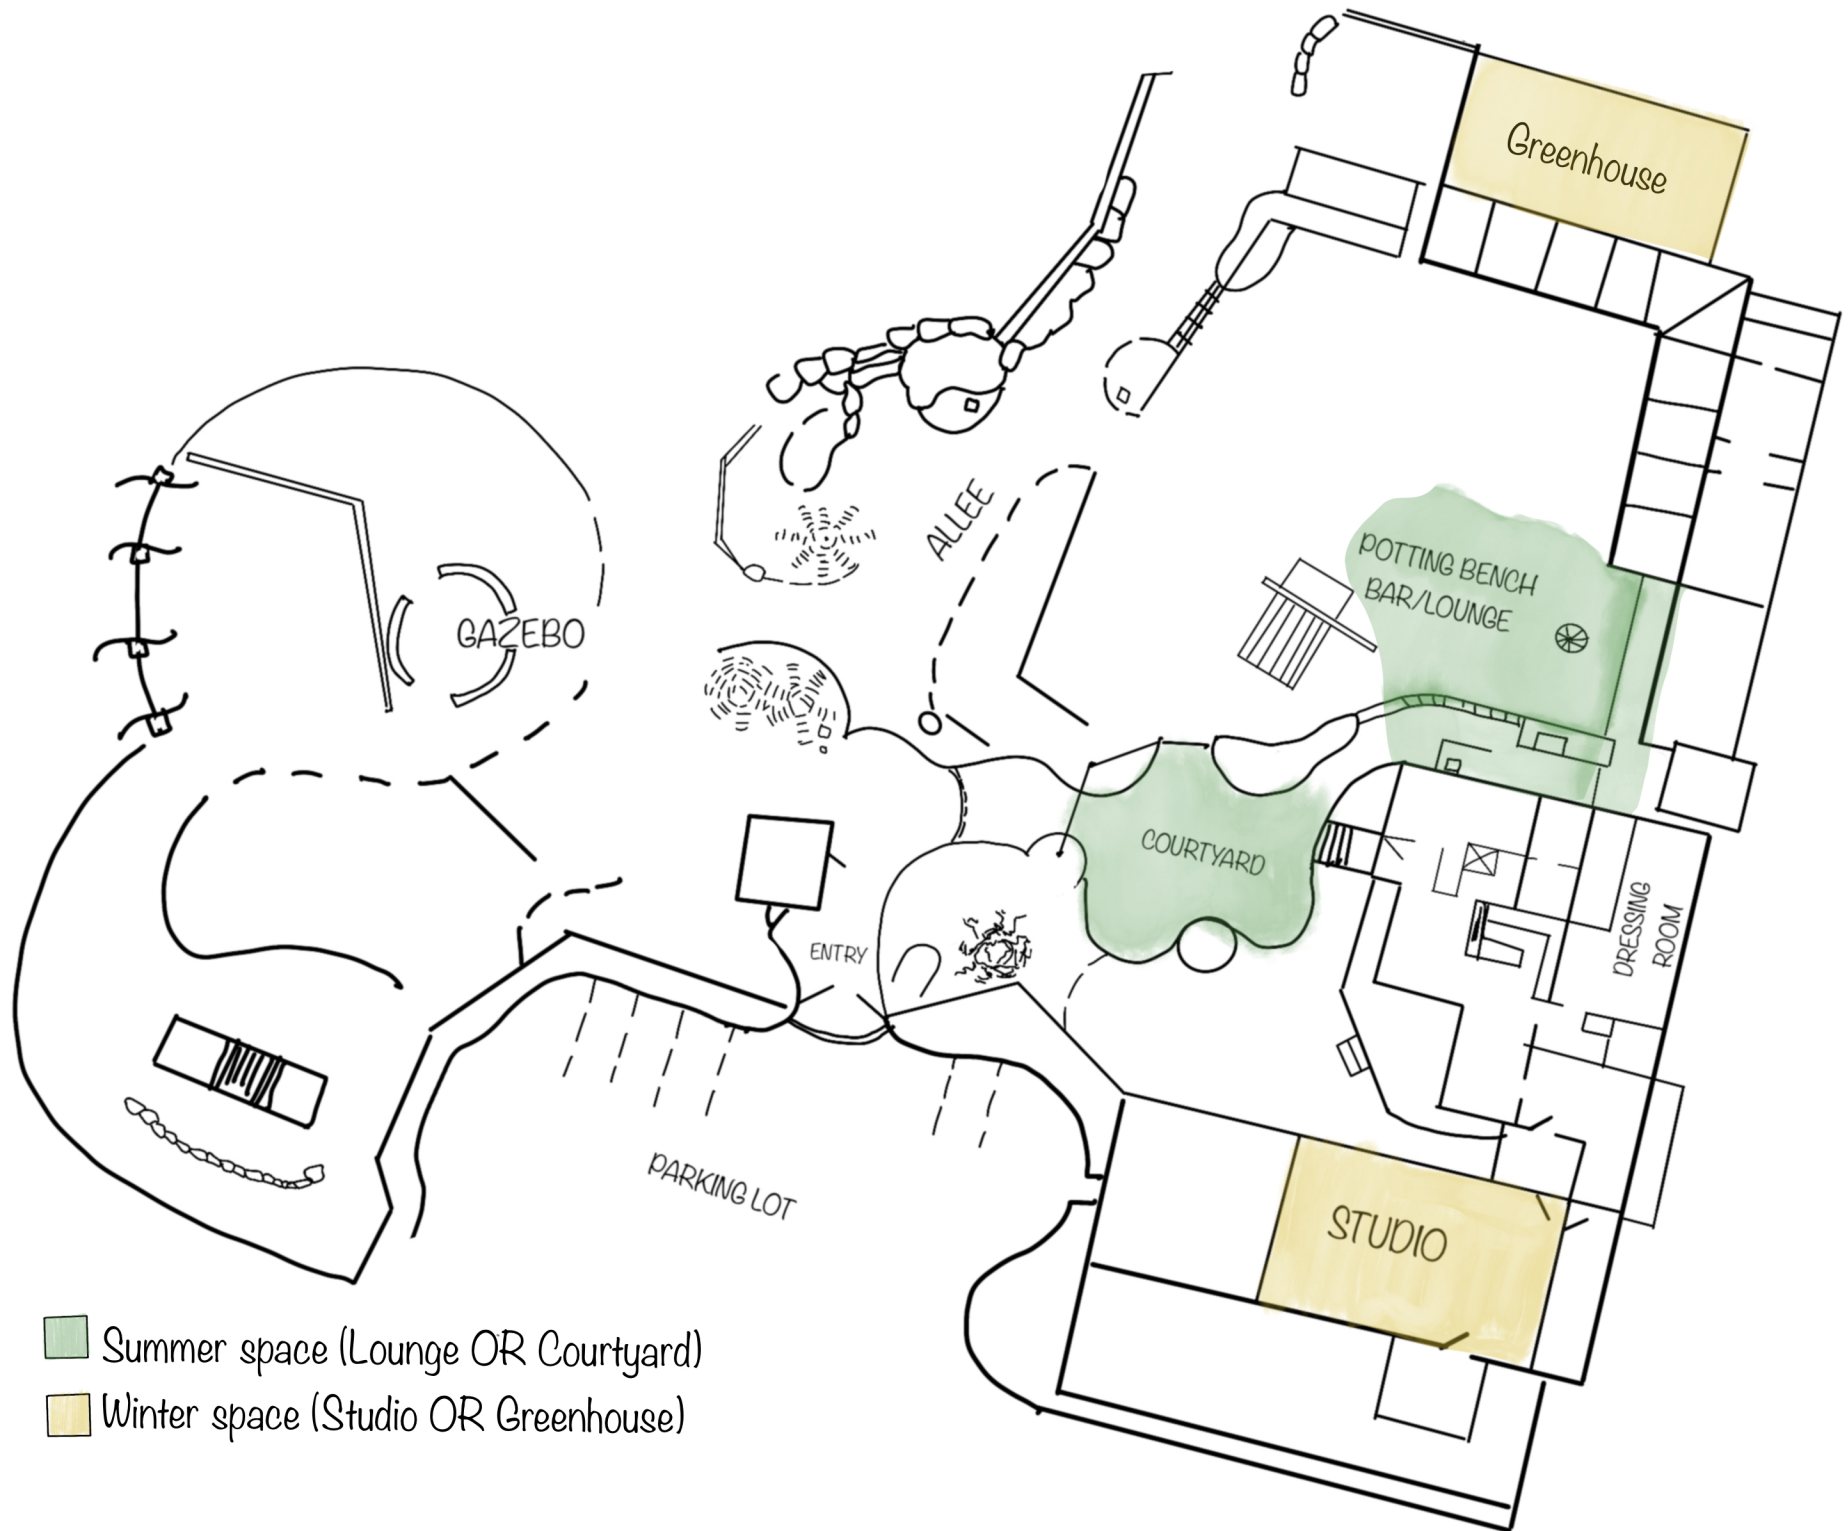 Greenhouse
ALLEE
POTTING BENCH
BAR/LOUNGE
GAZEBO
COURTYARD
DRESSING
ROOM
ENTRY
PARKING LOT
STUDIO
Summer space (Lounge OR Courtyard)
Winter space (Studio OR Greenhouse)